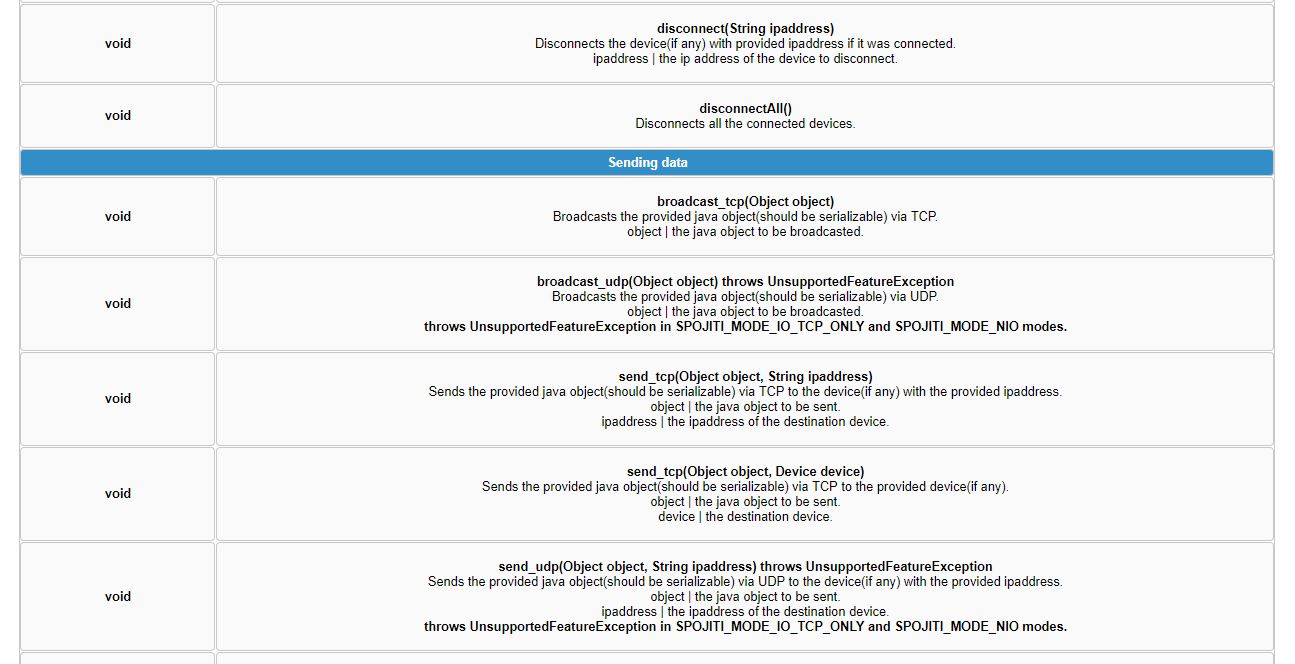 void
disconnect(String ipaddress)
Disconnects the device(if any) with provided ipaddress if it was connected.
ipaddress | the ip address of the device to disconnect.
void
disconnectAll()
Disconnects all the connected devices.
Sending data
void
broadcast_tcp(Object object)
Broadcasts the provided java object(should be serializable) via TCP.
object | the java object to be broadcasted.
void
broadcast_udp(Object object) throws UnsupportedFeatureException
Broadcasts the provided java object(should be serializable) via UDP.
object | the java object to be broadcasted.
throws UnsupportedFeatureException in SPOJITI_MODE_IO_TCP_ONLY and SPOJITI_MODE_NIO modes.
void
send_tcp(Object object, String ipaddress)
Sends the provided java object(should be serializable) via TCP to the device(if any) with the provided ipaddress.
object | the java object to be sent.
ipaddress | the ipaddress of the destination device.
void
send_tcp(Object object, Device device)
Sends the provided java object(should be serializable) via TCP to the provided device(if any).
object | the java object to be sent.
device | the destination device.
void
send_udp(Object object, String ipaddress) throws UnsupportedFeatureException
Sends the provided java object(should be serializable) via UDP to the device(if any) with the provided ipaddress.
object | the java object to be sent.
ipaddress | the ipaddress of the destination device.
throws UnsupportedFeatureException in SPOJITI_MODE_IO_TCP_ONLY and SPOJITI_MODE_NIO modes.